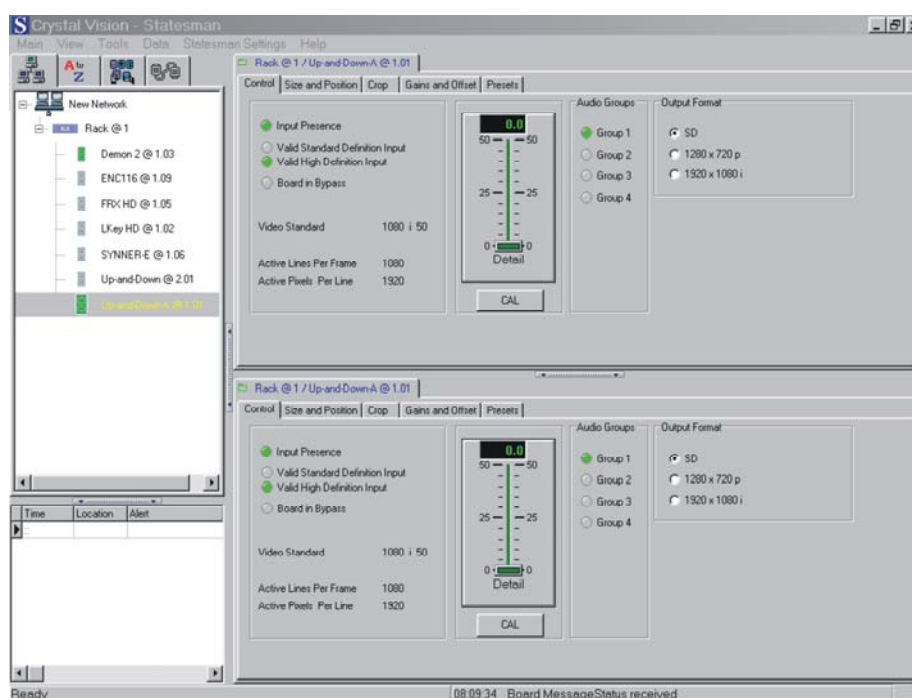 S Crystal Vision - Statesman
Main View Tools Data Statesman Settings Help
A to Z
New Network
Rack @ 1
Demon 2 @ 1.03
ENC116 @ 1.09
FRX HD @ 1.05
LKey HD @ 1.02
SYNNER-E @ 1.06
Up-and-Down @ 2.01
Up-and-Down-A @ 1.01
Time Location Alert
Rack @ 1 / Up-and-Down-A @ 1.01
Control Size and Position Crop Gains and Offset Presets
Input Presence
Valid Standard Definition Input
Valid High Definition Input
Board in Bypass
Video Standard 1080 i 50
Active Lines Per Frame 1080
Active Pixels Per Line 1920
0.0
50 50
25 25
0 0
Detail
CAL
Audio Groups
Group 1
Group 2
Group 3
Group 4
Output Format
SD
1280 x 720 p
1920 x 1080 i
Rack @ 1 / Up-and-Down-A @ 1.01
Control Size and Position Crop Gains and Offset Presets
Input Presence
Valid Standard Definition Input
Valid High Definition Input
Board in Bypass
Video Standard 1080 i 50
Active Lines Per Frame 1080
Active Pixels Per Line 1920
0.0
50 50
25 25
0 0
Detail
CAL
Audio Groups
Group 1
Group 2
Group 3
Group 4
Output Format
SD
1280 x 720 p
1920 x 1080 i
Ready
08:09:34 Board MessageStatus received